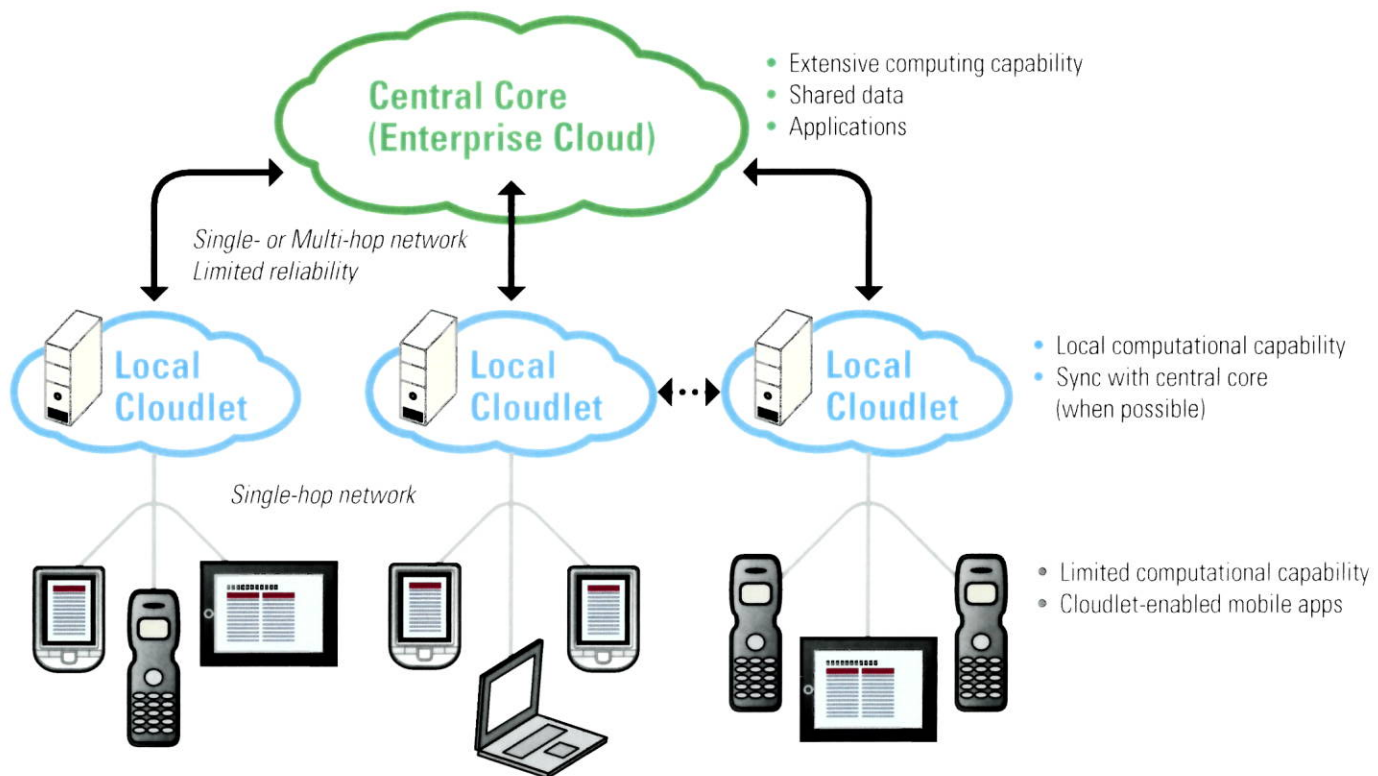 Central Core
(Enterprise Cloud)
• Extensive computing capability
• Shared data
• Applications
Single- or Multi-hop network
Limited reliability
Local
Cloudlet
Local
Cloudlet
Local
Cloudlet
• Local computational capability
• Sync with central core
(when possible)
Single-hop network
• Limited computational capability
• Cloudlet-enabled mobile apps